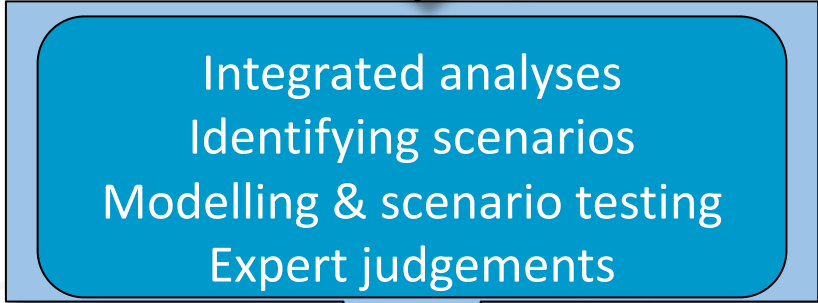 Integrated analyses
Identifying scenarios
Modelling & scenario testing
Expert judgements